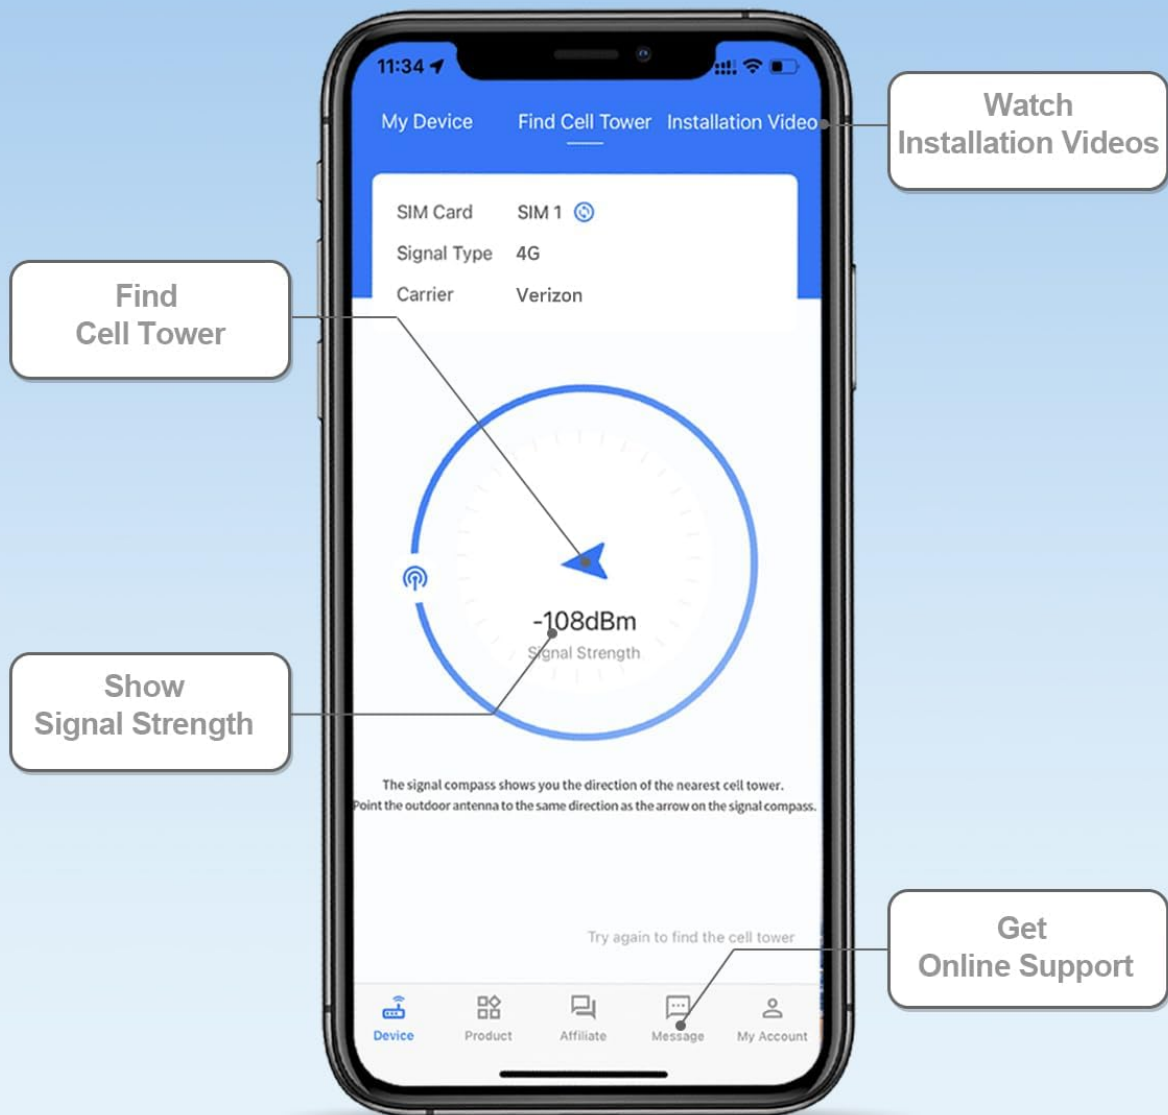 11:34
My Device Find Cell Tower Installation Video
Watch
Installation Videos
SIM Card SIM 1
Signal Type 4G
Carrier Verizon
Find
Cell Tower
-108dBm
Signal Strength
Show
Signal Strength
The signal compass shows you the direction of the nearest cell tower.
Point the outdoor antenna to the same direction as the arrow on the signal compass.
Try again to find the cell tower
Get
Online Support
Device Product Affiliate Message My Account